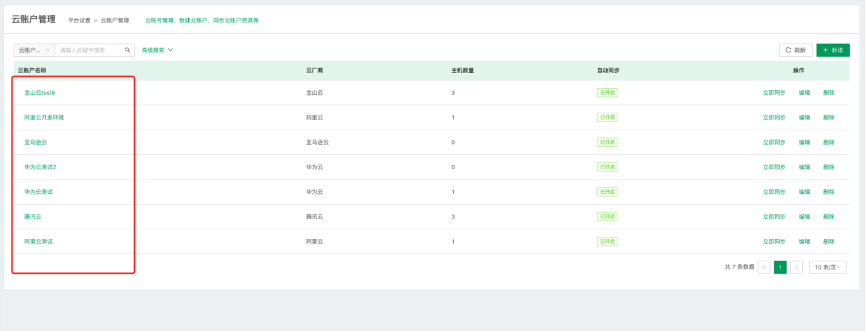 云账户管理 平台设置 > 云账户管理 云账号管理，新建云账户，同步云账户资源等
云账户... 请输入关键字搜索 高级搜索 刷新 + 新建
云账户名称 云厂商 主机数量 自动同步 操作
金山云test6 金山云 3 已开启 立即同步 编辑 删除
阿里云开发环境 阿里云 1 已开启 立即同步 编辑 删除
亚马逊云 亚马逊云 0 已开启 立即同步 编辑 删除
华为云测试2 华为云 0 已开启 立即同步 编辑 删除
华为云测试 华为云 1 已开启 立即同步 编辑 删除
腾讯云 腾讯云 3 已开启 立即同步 编辑 删除
阿里云测试 阿里云 1 已开启 立即同步 编辑 删除
共 7 条数据 < 1 > 10 条/页